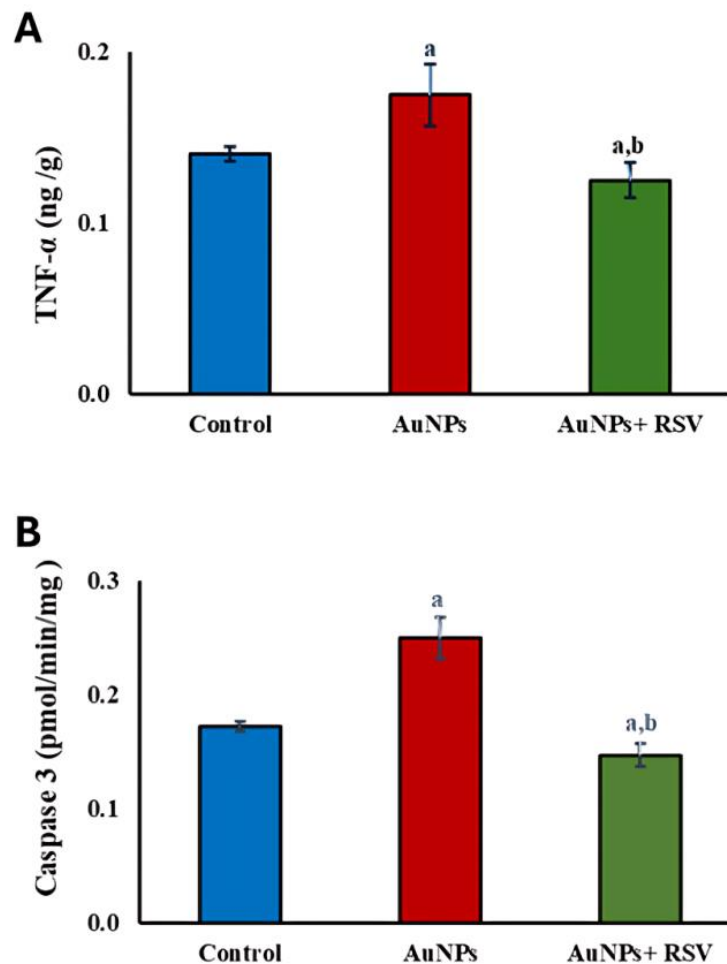 A
TNF-α (ng /g)
0.2
0.1
0.0
a
a,b
Control AuNPs AuNPs+ RSV
B
Caspase 3 (pmol/min/mg)
0.3
0.2
0.1
0.0
a
a,b
Control AuNPs AuNPs+ RSV